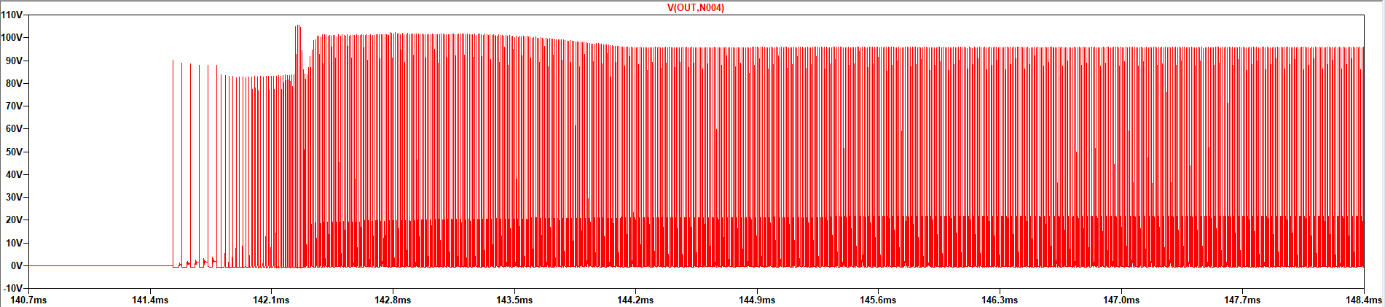 V(OUT,N004)
110V
100V
90V
80V
70V
60V
50V
40V
30V
20V
10V
0V
-10V
140.7ms 141.4ms 142.1ms 142.8ms 143.5ms 144.2ms 144.9ms 145.6ms 146.3ms 147.0ms 147.7ms 148.4ms